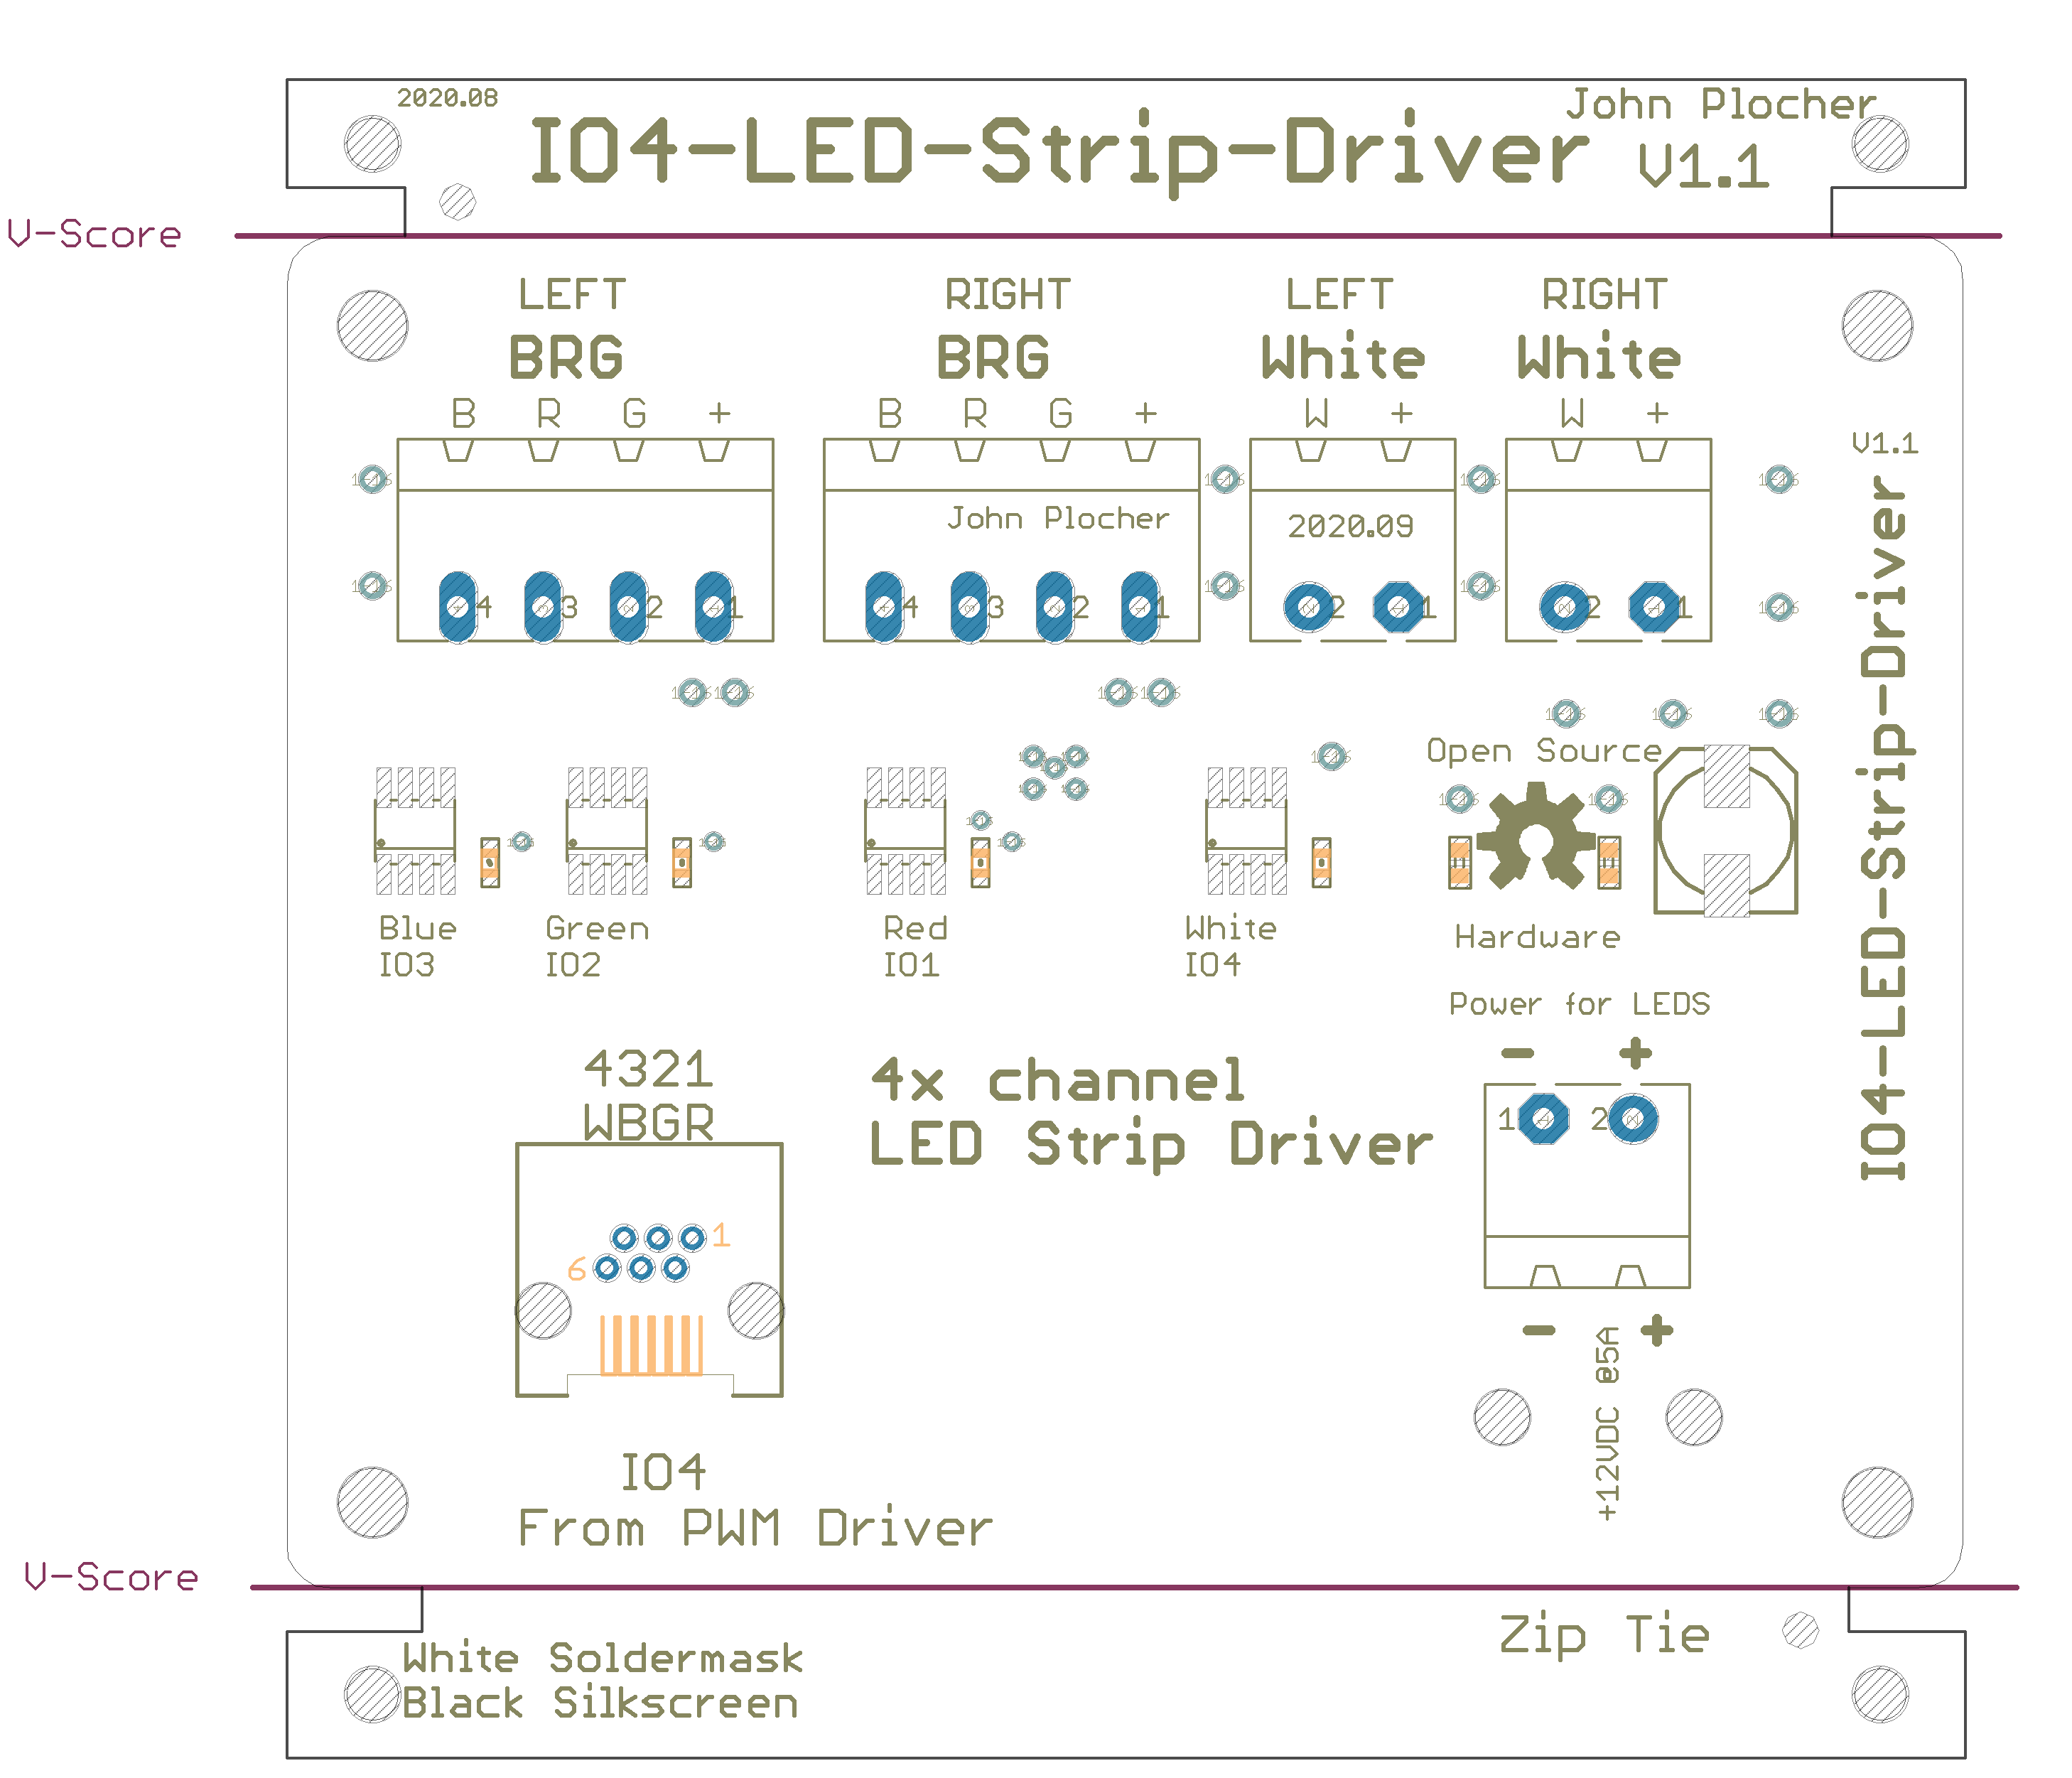 2020.08
IO4-LED-Strip-Driver
John Plocher
V1.1
V-Score
LEFT RIGHT LEFT RIGHT
BRG BRG White White
B R G + B R G + W + W +
V1.1
John Plocher
2020.09
4 3 2 1 4 3 2 1 2 1 2 1
IO4-LED-Strip-Driver
Open Source
Hardware
Blue
IO3
Green
IO2
Red
IO1
White
IO4
Power for LEDS
- +
1 2
4321
WBGR
4x channel
LED Strip Driver
1
6
- +
+12VDC @5A
IO4
From PWM Driver
V-Score
Zip Tie
White Soldermask
Black Silkscreen